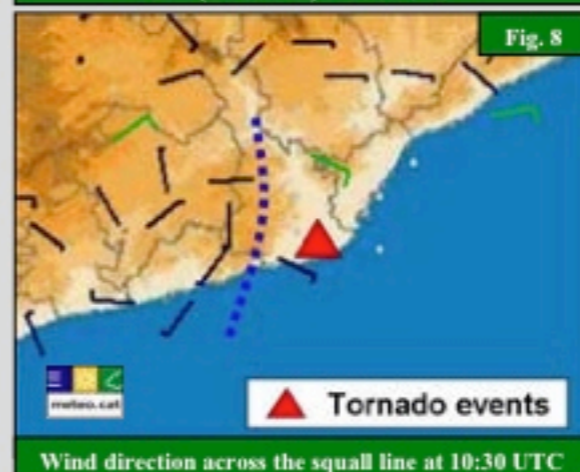 Fig. 8
meteo.cat
Tornado events
Wind direction across the squall line at 10:30 UTC